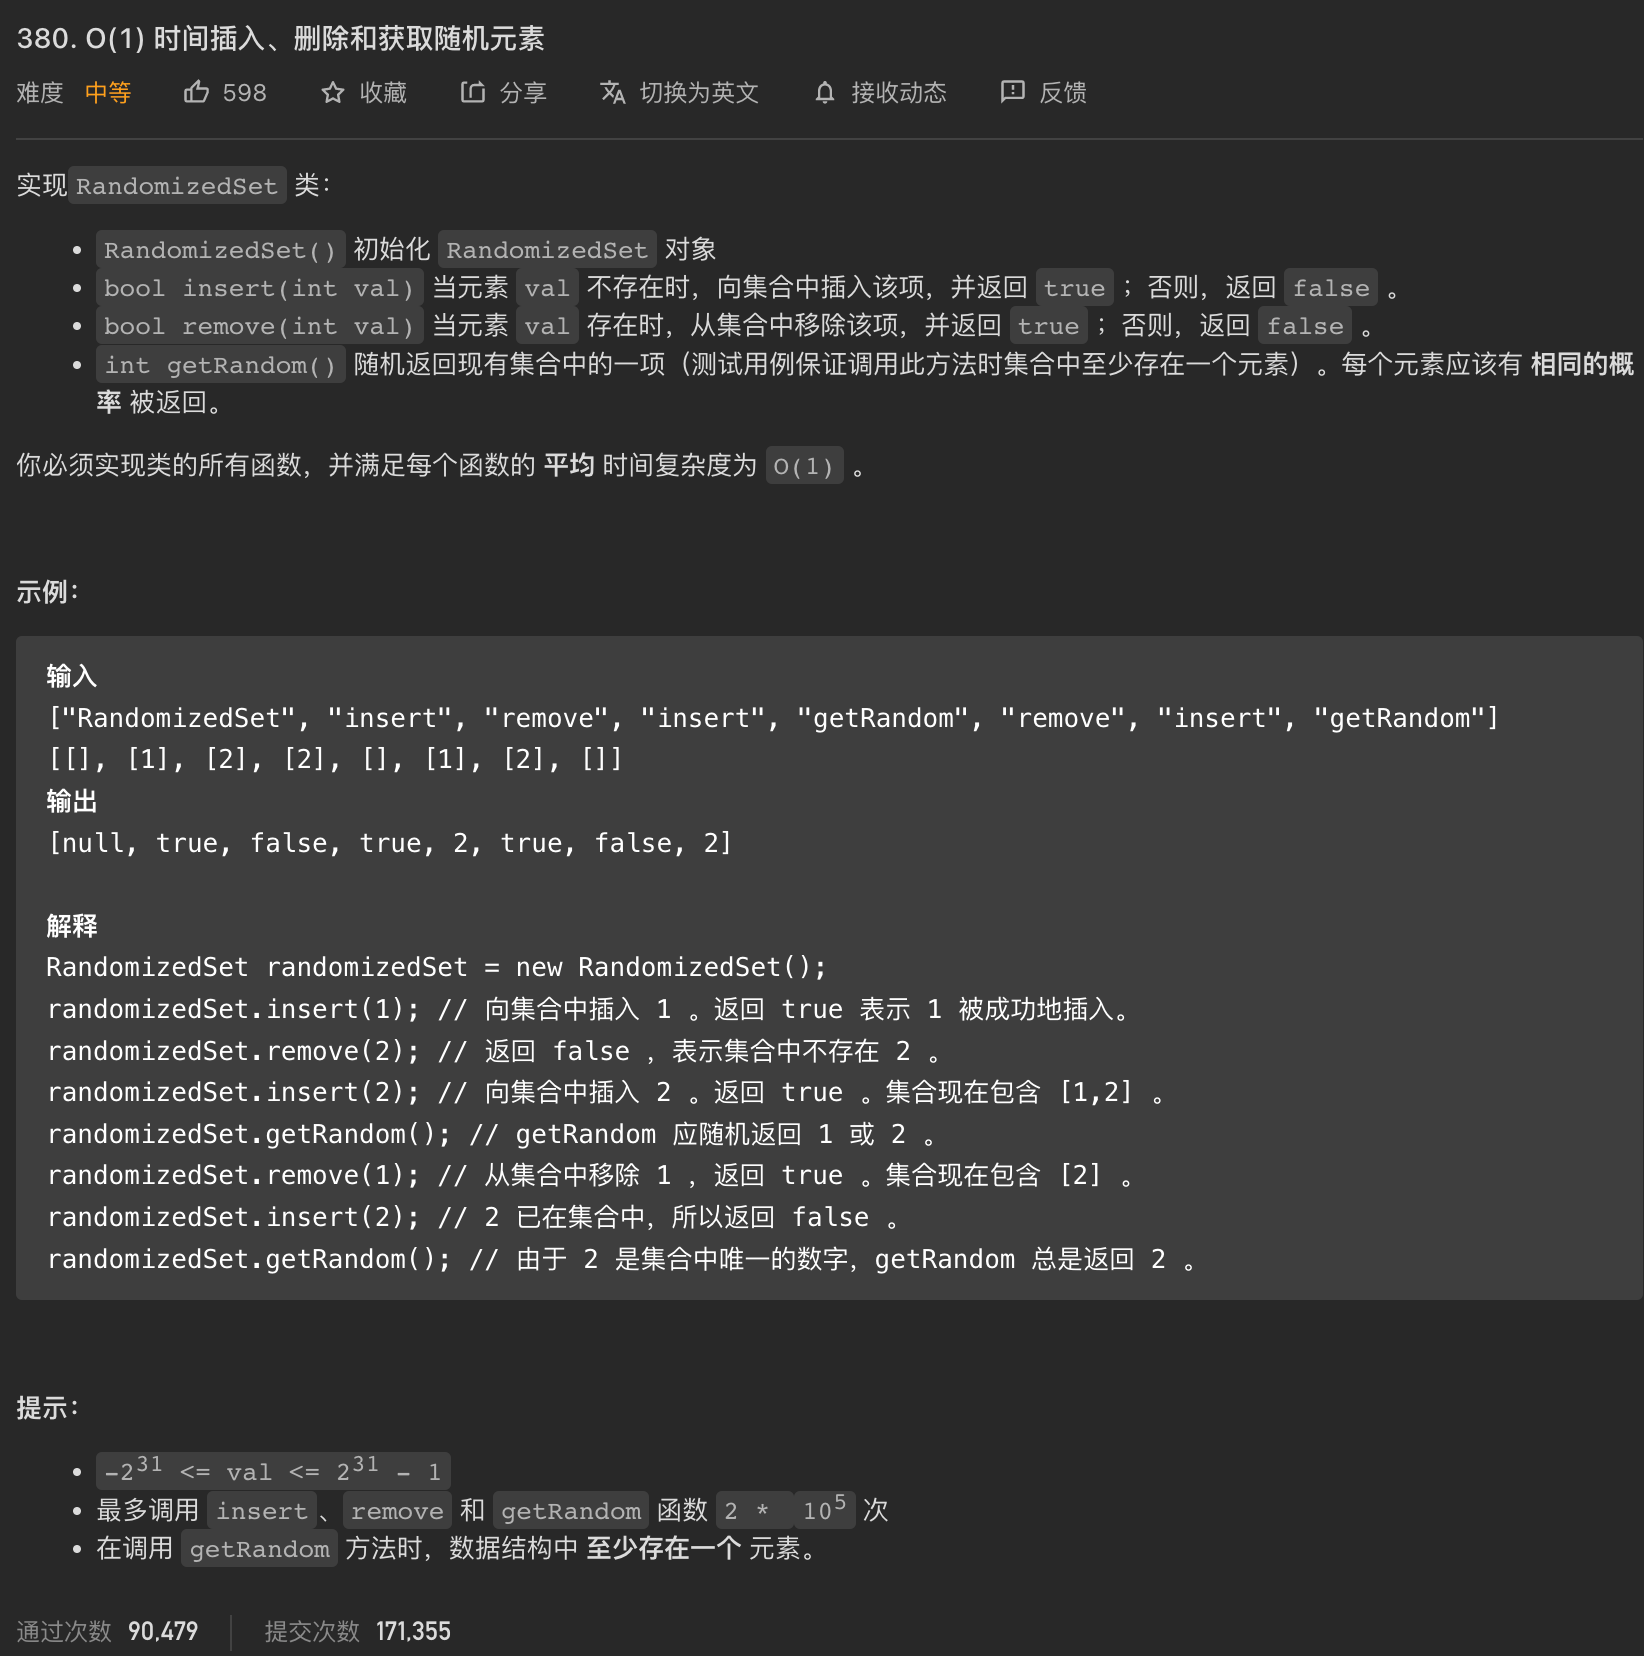 380. O(1) 时间插入、删除和获取随机元素
难度 中等 598 收藏 分享 切换为英文 接收动态 反馈
实现 RandomizedSet 类：
• RandomizedSet() 初始化 RandomizedSet 对象
• bool insert(int val) 当元素 val 不存在时，向集合中插入该项，并返回 true ；否则，返回 false 。
• bool remove(int val) 当元素 val 存在时，从集合中移除该项，并返回 true ；否则，返回 false 。
• int getRandom() 随机返回现有集合中的一项（测试用例保证调用此方法时集合中至少存在一个元素）。每个元素应该有 相同的概
率 被返回。
你必须实现类的所有函数，并满足每个函数的 平均 时间复杂度为 O(1) 。
示例：
输入
["RandomizedSet", "insert", "remove", "insert", "getRandom", "remove", "insert", "getRandom"]
[[], [1], [2], [2], [], [1], [2], []]
输出
[null, true, false, true, 2, true, false, 2]
解释
RandomizedSet randomizedSet = new RandomizedSet();
randomizedSet.insert(1); // 向集合中插入 1 。返回 true 表示 1 被成功地插入。
randomizedSet.remove(2); // 返回 false ，表示集合中不存在 2 。
randomizedSet.insert(2); // 向集合中插入 2 。返回 true 。集合现在包含 [1,2] 。
randomizedSet.getRandom(); // getRandom 应随机返回 1 或 2 。
randomizedSet.remove(1); // 从集合中移除 1 ，返回 true 。集合现在包含 [2] 。
randomizedSet.insert(2); // 2 已在集合中，所以返回 false 。
randomizedSet.getRandom(); // 由于 2 是集合中唯一的数字，getRandom 总是返回 2 。
提示：
• -2³¹ <= val <= 2³¹ - 1
• 最多调用 insert、remove 和 getRandom 函数 2 * 10⁵ 次
• 在调用 getRandom 方法时，数据结构中 至少存在一个 元素。
通过次数 90,479 提交次数 171,355